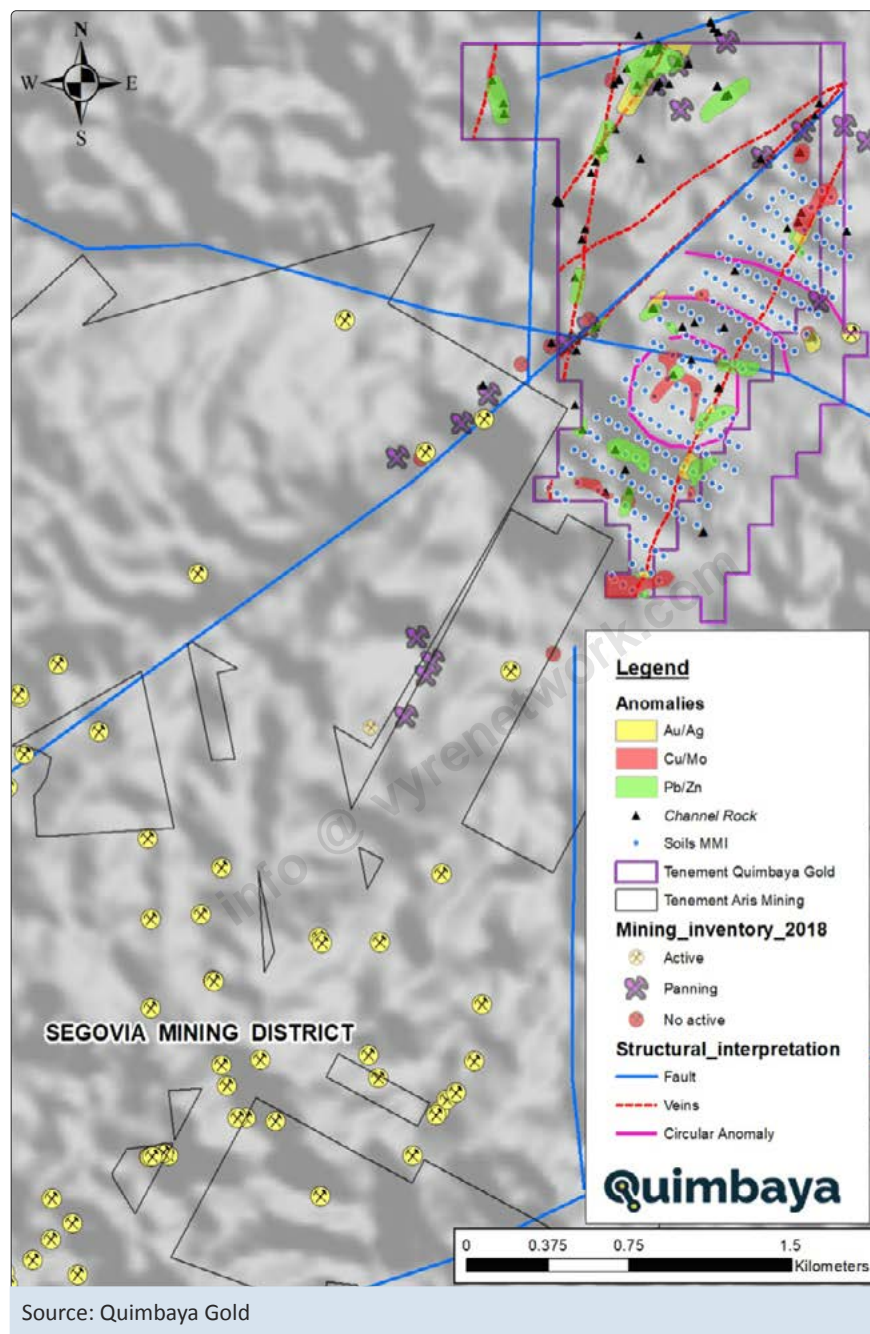 N
W E
S
SEGOVIA MINING DISTRICT
info @ vyrenetwork.com
Legend
Anomalies
Au/Ag
Cu/Mo
Pb/Zn
Channel Rock
Soils MMI
Tenement Quimbaya Gold
Tenement Aris Mining
Mining_inventory_2018
Active
Panning
No active
Structural_interpretation
Fault
Veins
Circular Anomaly
Quimbaya
0 0.375 0.75 1.5
Kilometers
Source: Quimbaya Gold